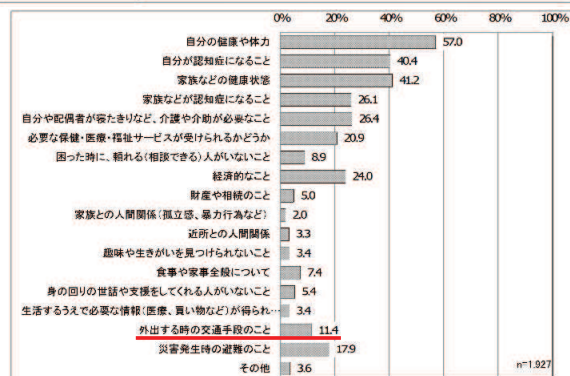 0% 20% 40% 60% 80% 100%
自分の健康や体力 57.0
自分が認知症になること 40.4
家族などの健康状態 41.2
家族などが認知症になること 26.1
自分や配偶者が寝たきりなど、介護や介助が必要なこと 26.4
必要な保健・医療・福祉サービスが受けられるかどうか 20.9
困った時に、頼れる(相談できる)人がいないこと 8.9
経済的なこと 24.0
財産や相続のこと 5.0
家族との人間関係(孤立感、暴力行為など) 2.0
近所との人間関係 3.3
趣味や生きがいを見つけられないこと 3.4
食事や家事全般について 7.4
身の回りの世話や支援をしてくれる人がいないこと 5.4
生活するうえで必要な情報(医療、買い物など)が得られ… 3.4
外出する時の交通手段のこと 11.4
災害発生時の避難のこと 17.9
その他 3.6
n=1,927